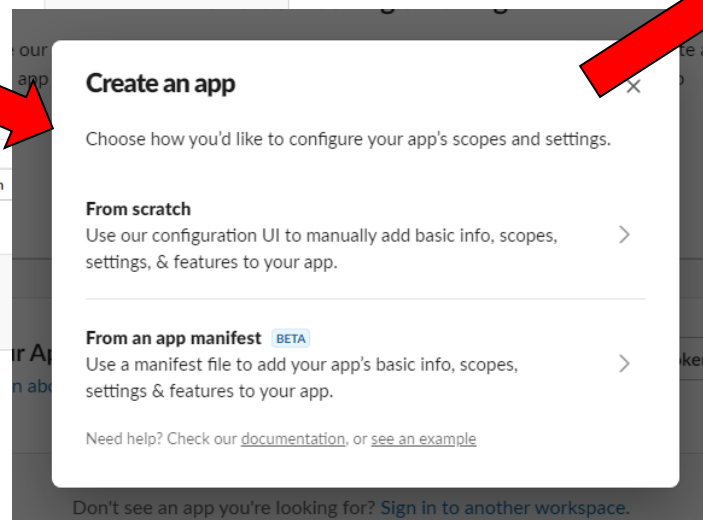 our
app
Create an app
Choose how you'd like to configure your app's scopes and settings.
From scratch
Use our configuration UI to manually add basic info, scopes,
settings, & features to your app.
From an app manifest BETA
Use a manifest file to add your app's basic info, scopes,
settings & features to your app.
Need help? Check our documentation, or see an example
Don't see an app you're looking for? Sign in to another workspace.